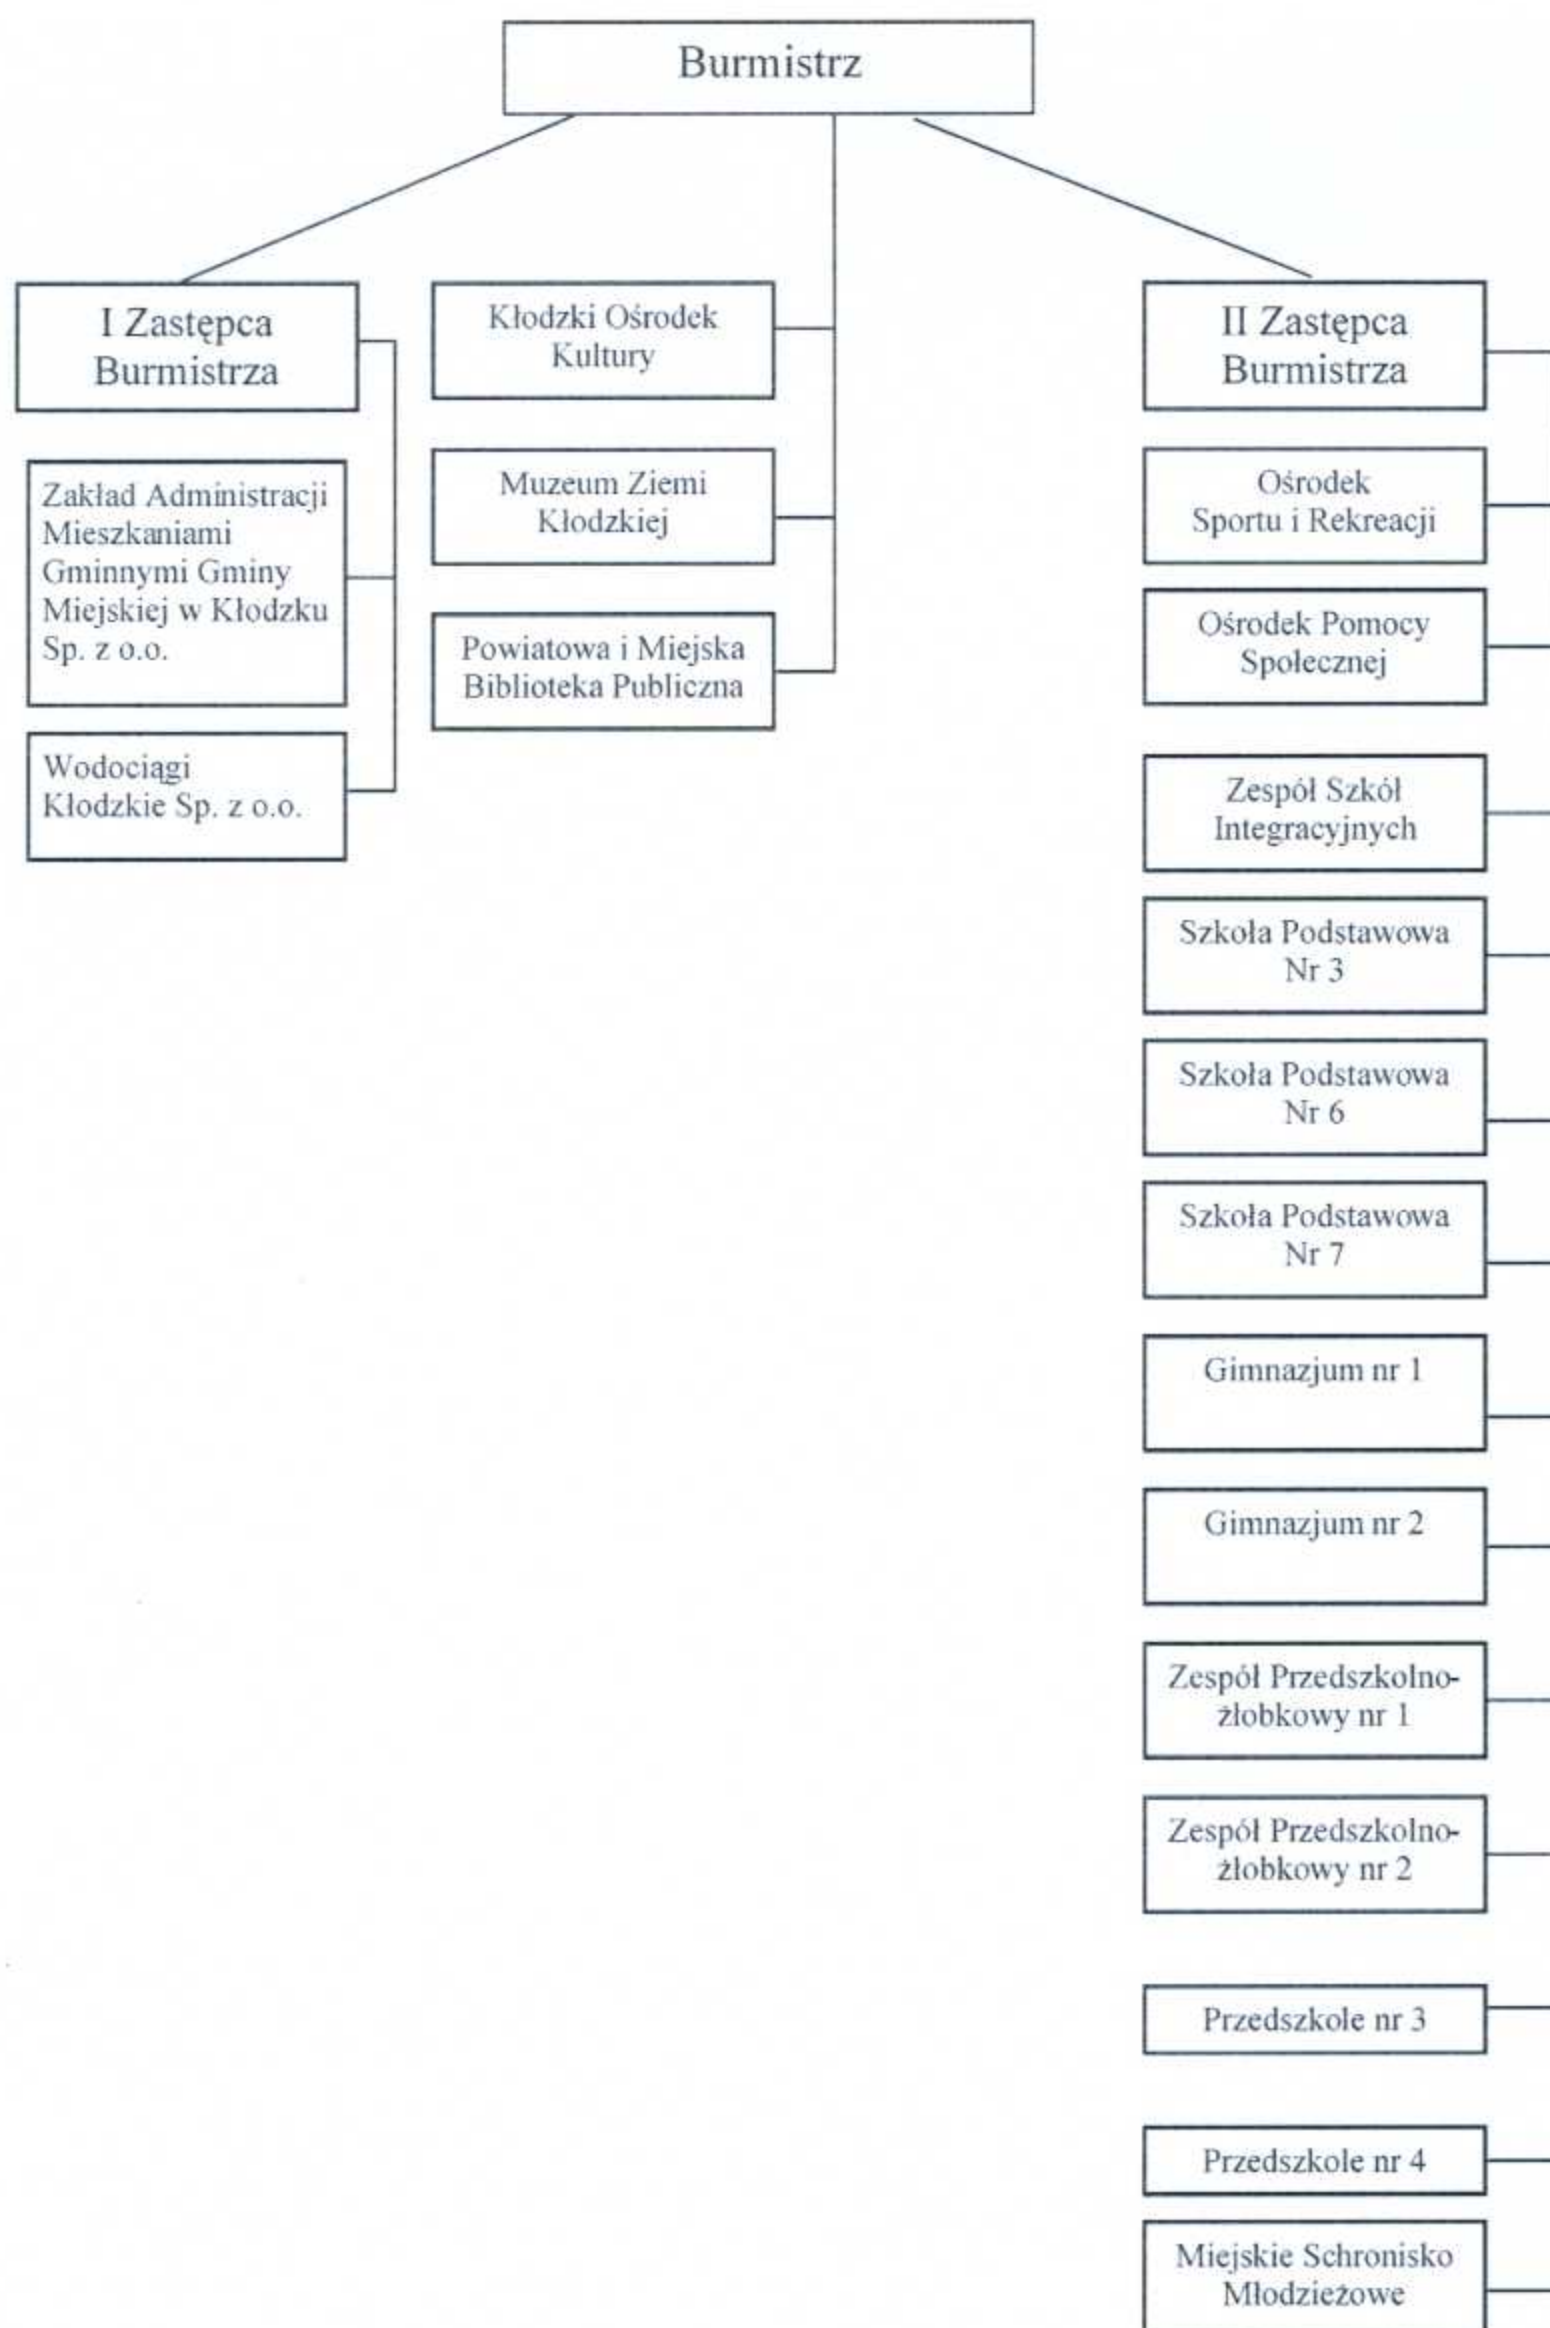 Burmistrz
I Zastępca
Burmistrza
Zakład Administracji
Mieszkaniami
Gminnymi Gminy
Miejskiej w Kłodzku
Sp. z o.o.
Wodociągi
Kłodzkie Sp. z o.o.
Kłodzki Ośrodek
Kultury
Muzeum Ziemi
Kłodzkiej
Powiatowa i Miejska
Biblioteka Publiczna
II Zastępca
Burmistrza
Ośrodek
Sportu i Rekreacji
Ośrodek Pomocy
Społecznej
Zespół Szkół
Integracyjnych
Szkoła Podstawowa
Nr 3
Szkoła Podstawowa
Nr 6
Szkoła Podstawowa
Nr 7
Gimnazjum nr 1
Gimnazjum nr 2
Zespół Przedszkolno-
żłobkowy nr 1
Zespół Przedszkolno-
żłobkowy nr 2
Przedszkole nr 3
Przedszkole nr 4
Miejskie Schronisko
Młodzieżowe